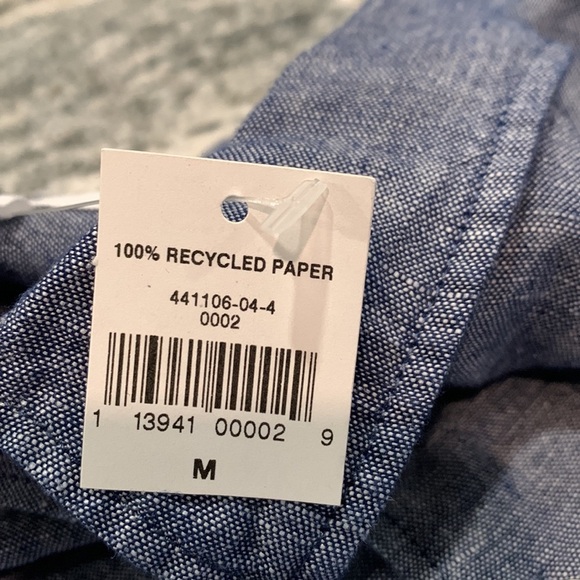 100% RECYCLED PAPER
441106-04-4
0002
1 13941 00002 9
M